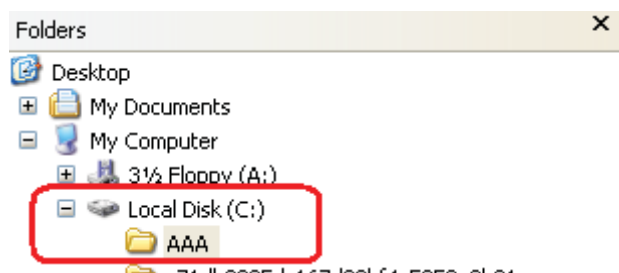 Folders
Desktop
My Documents
My Computer
3½ Floppy (A:)
Local Disk (C:)
AAA